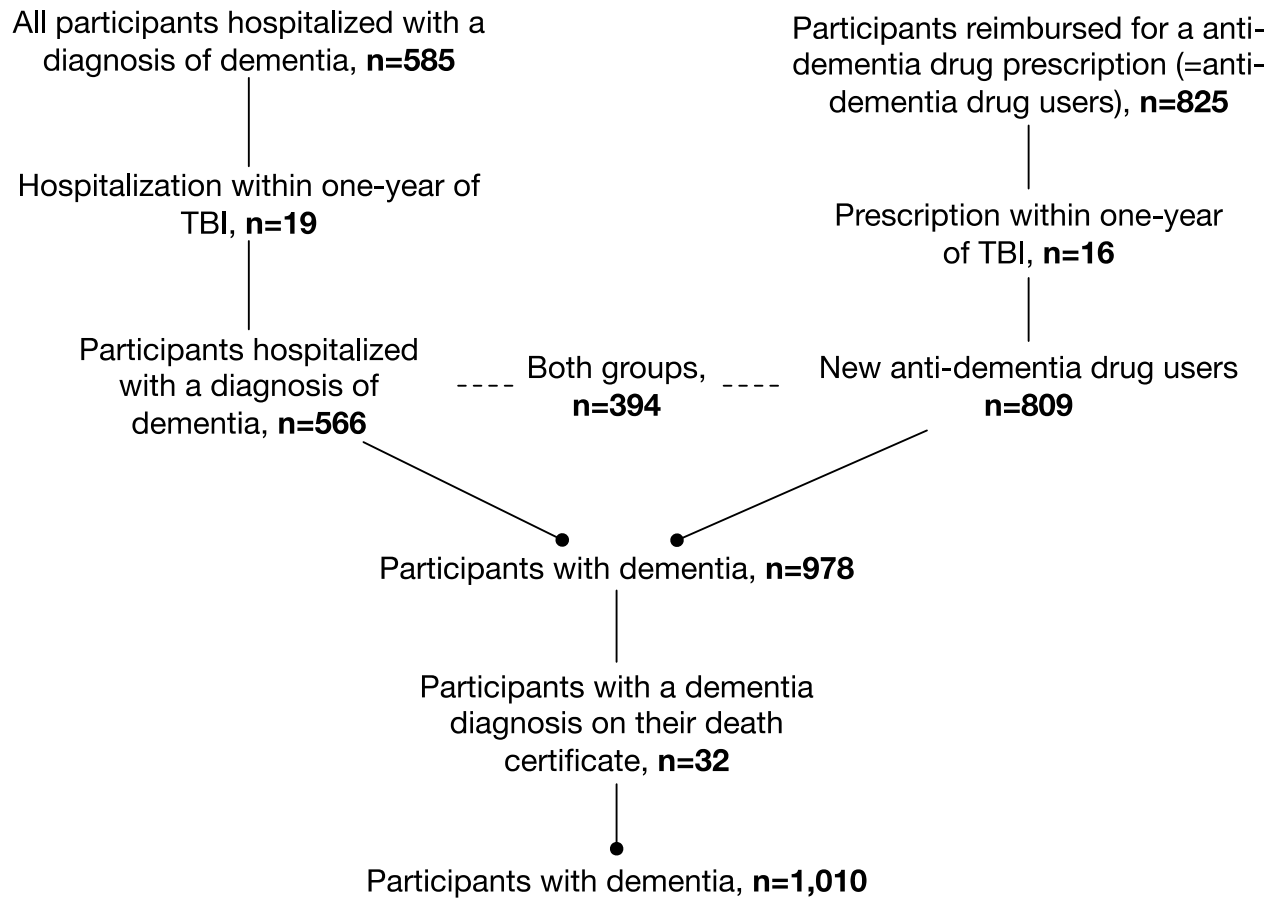 All participants hospitalized with a
diagnosis of dementia, n=585
Participants reimbursed for a anti-
dementia drug prescription (=anti-
dementia drug users), n=825
Hospitalization within one-year of
TBI, n=19
Prescription within one-year
of TBI, n=16
Participants hospitalized
with a diagnosis of
dementia, n=566
Both groups,
n=394
New anti-dementia drug users
n=809
Participants with dementia, n=978
Participants with a dementia
diagnosis on their death
certificate, n=32
Participants with dementia, n=1,010